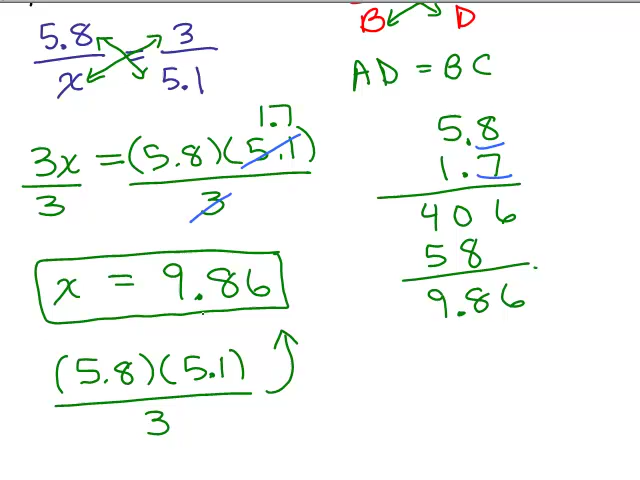 5.8 / x = 3 / 5.1
1.7
3x / 3 = (5.8)(5.1) / 3
x = 9.86
(5.8)(5.1) / 3
B D
AD = BC
5.8
1.7
406
58
9.86